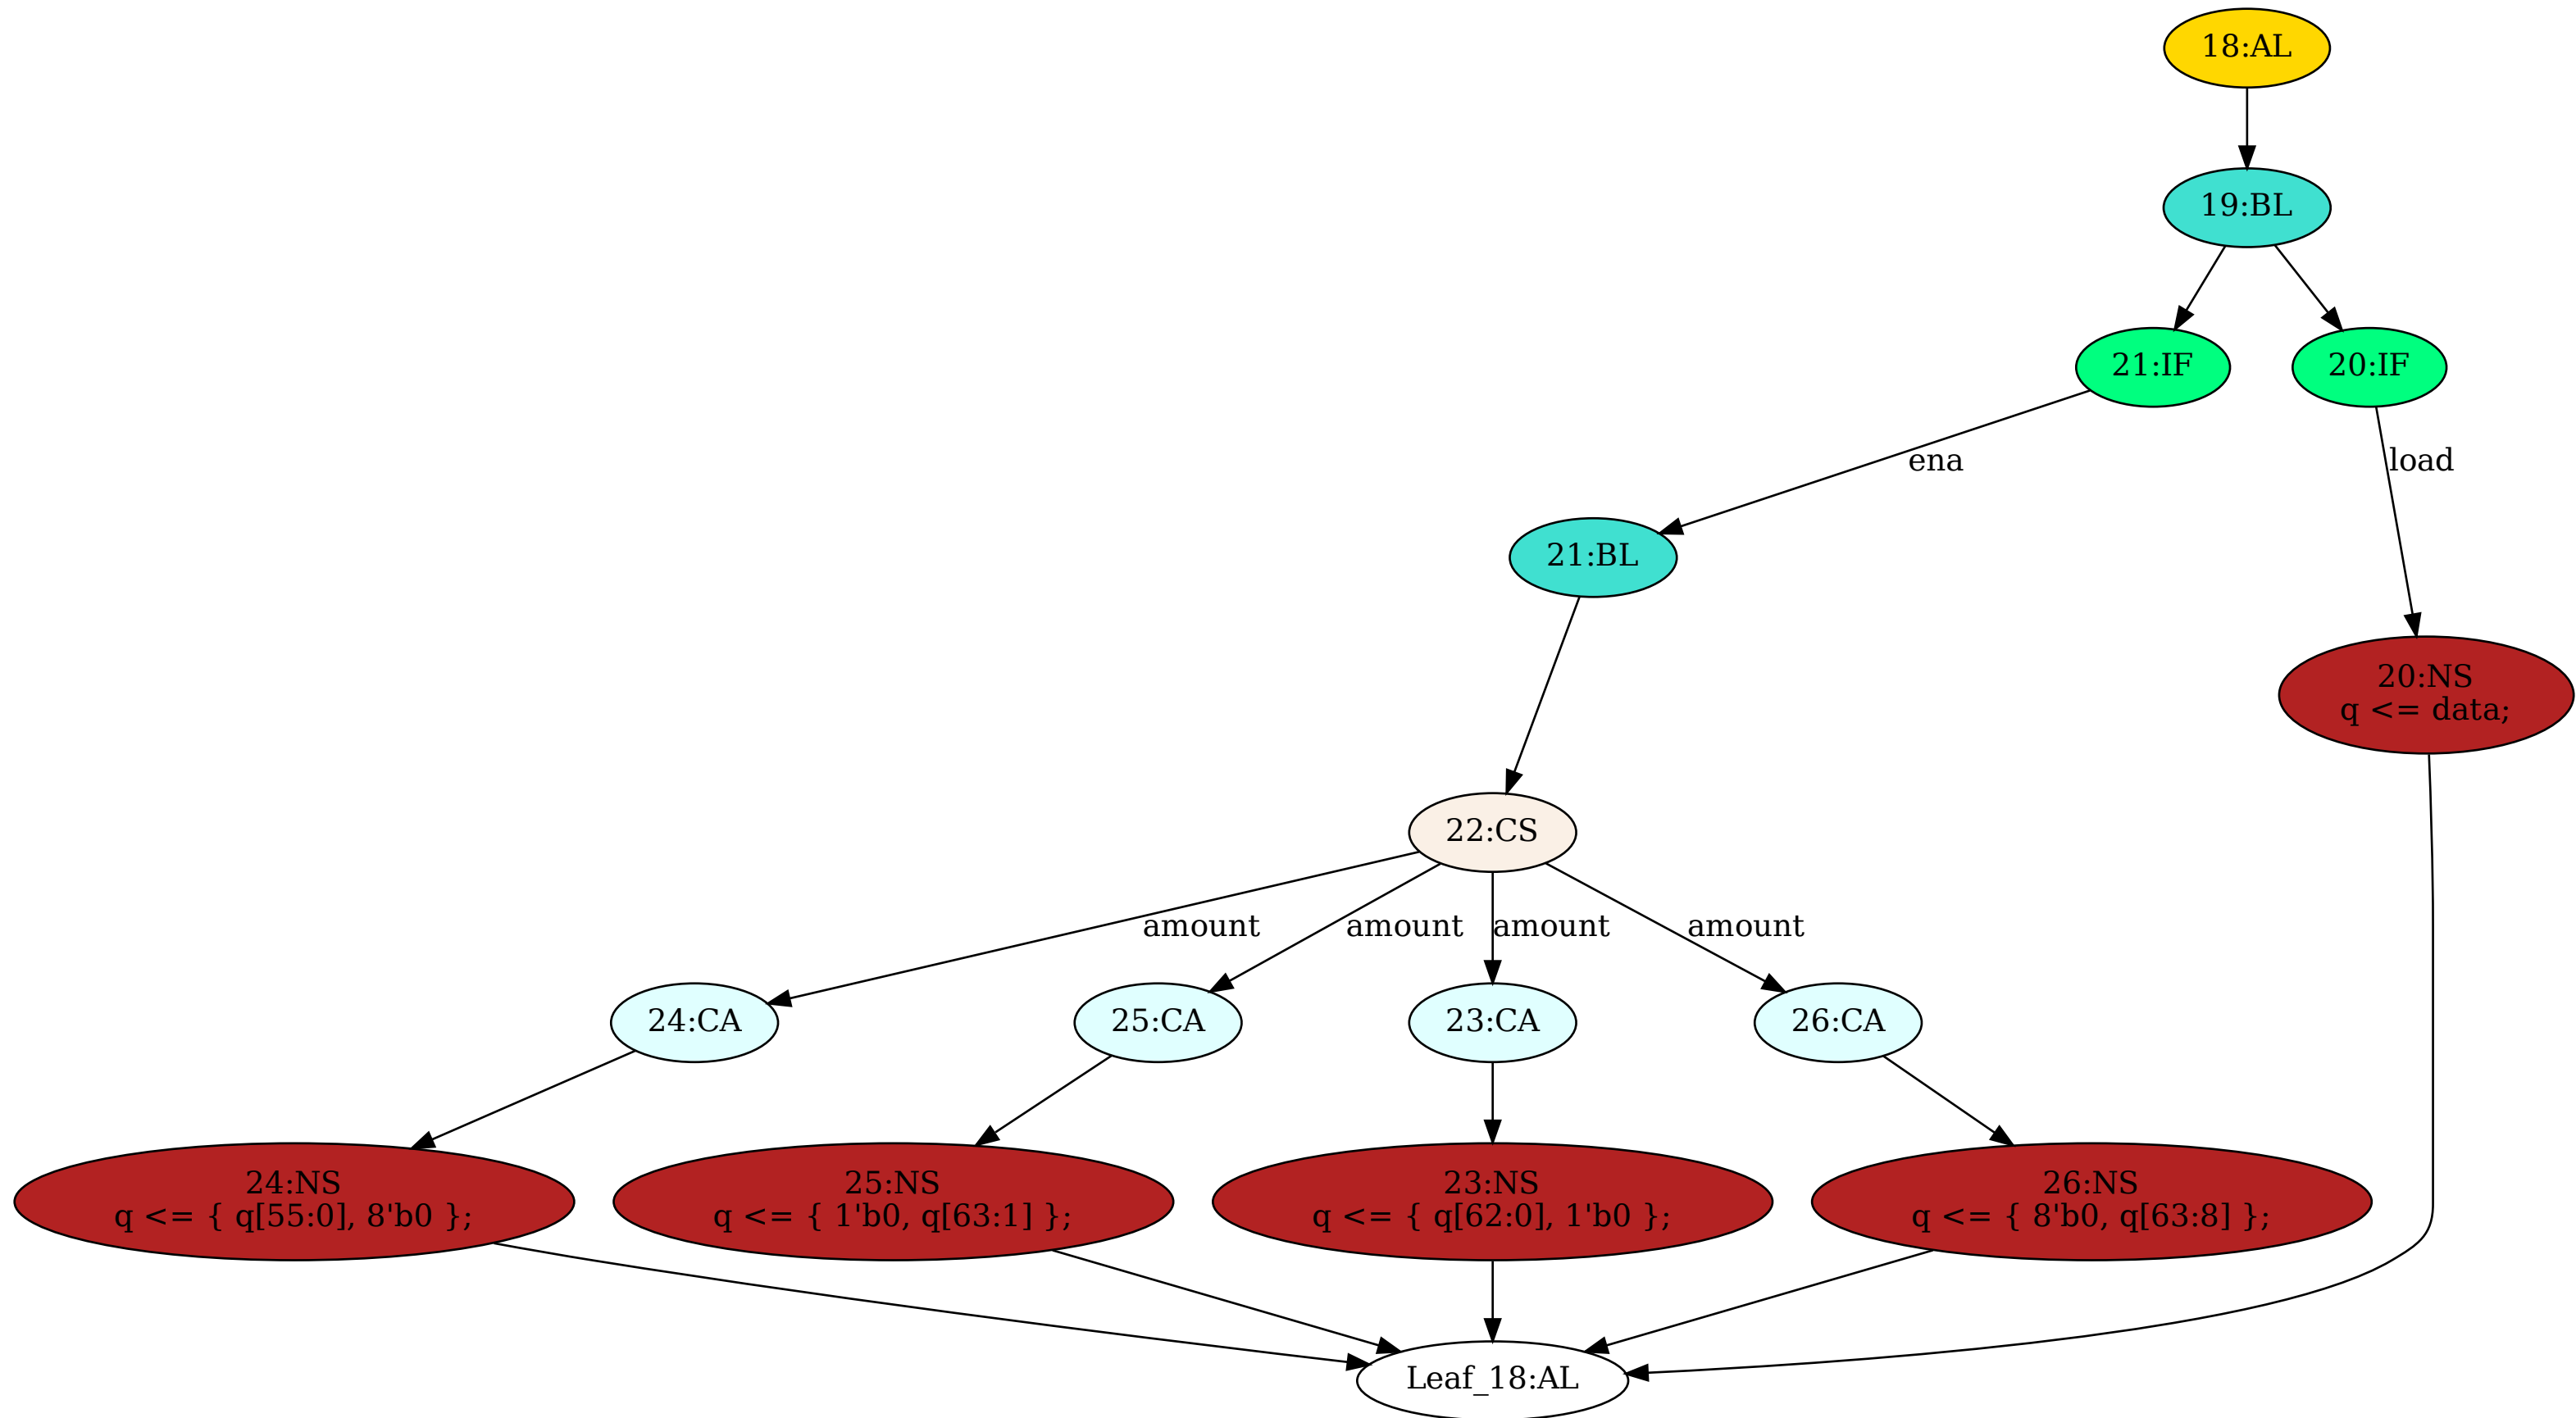 18:AL
19:BL
21:IF
20:IF
ena
load
21:BL
20:NS
q <= data;
22:CS
amount
amount
amount
amount
24:CA
25:CA
23:CA
26:CA
24:NS
q <= { q[55:0], 8'b0 };
25:NS
q <= { 1'b0, q[63:1] };
23:NS
q <= { q[62:0], 1'b0 };
26:NS
q <= { 8'b0, q[63:8] };
Leaf_18:AL